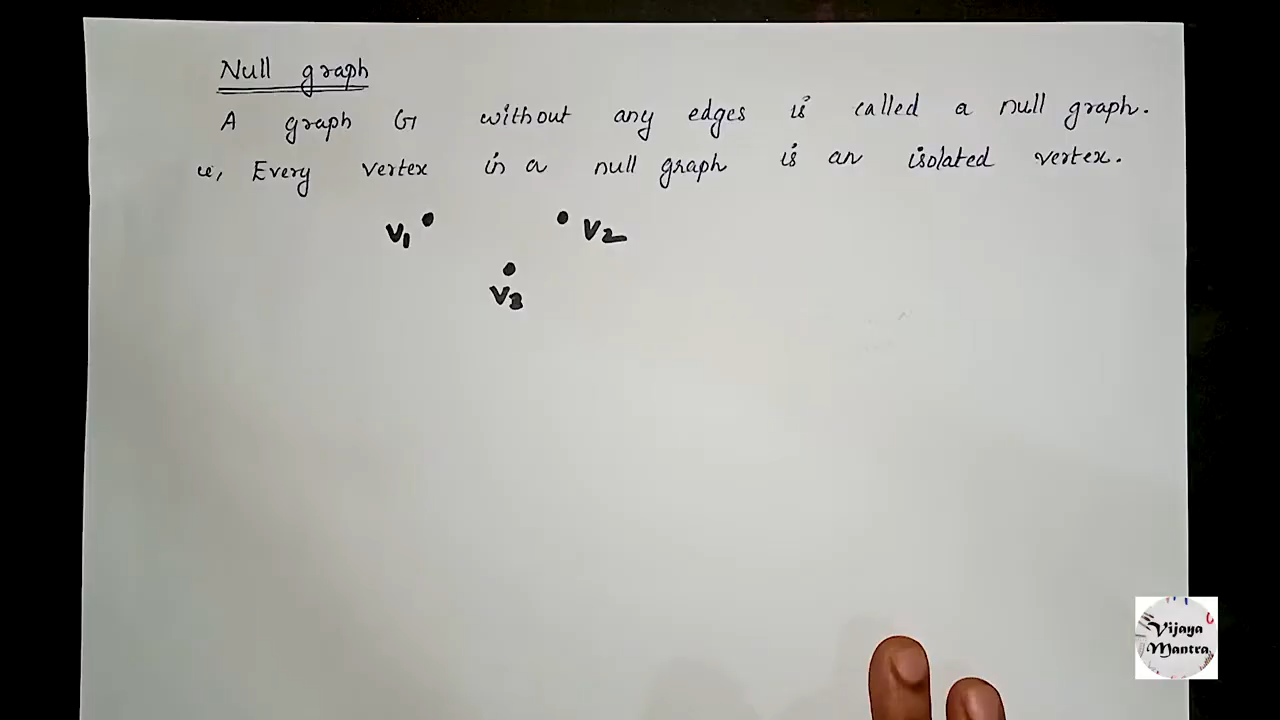 Null graph
A graph G without any edges is called a null graph.
ie, Every vertex in a null graph is an isolated vertex.
V1 V2
V3
Vijaya
Mantra